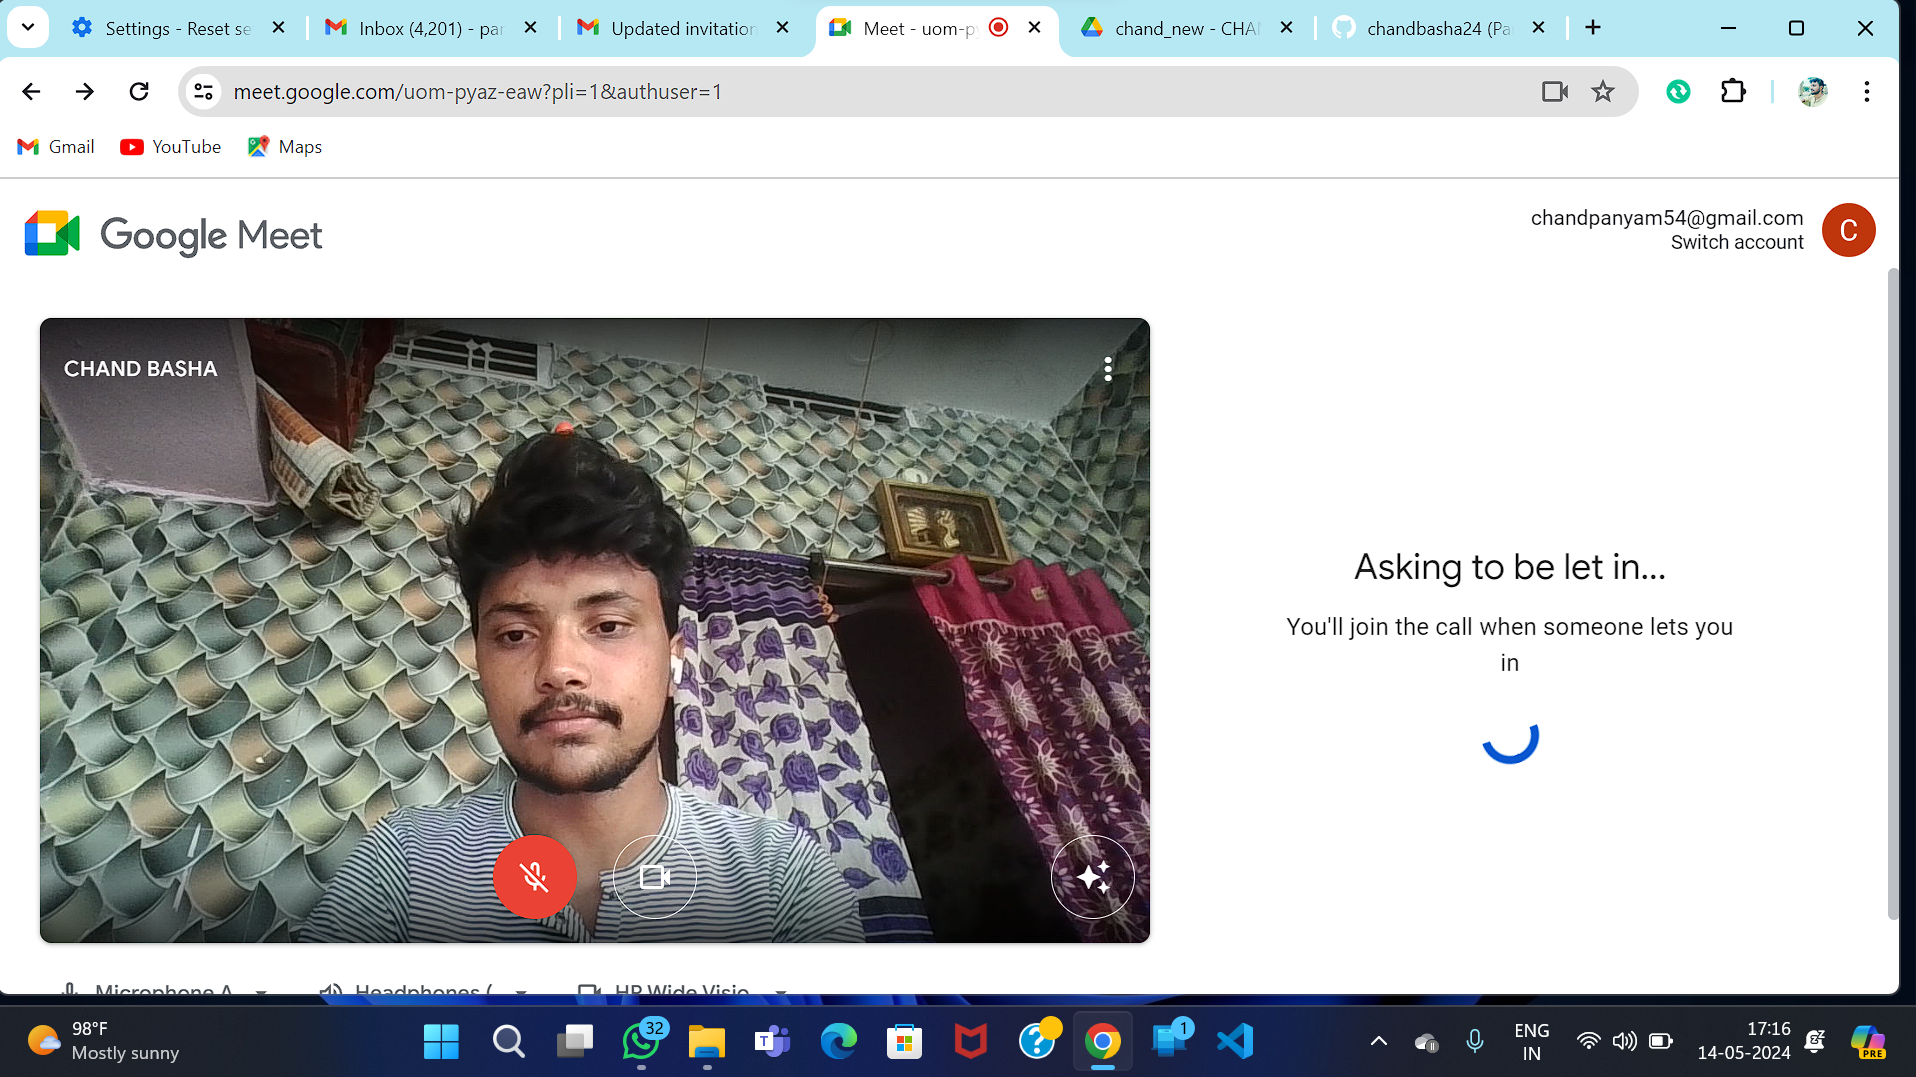 Settings - Reset se
Inbox (4,201) - par
Updated invitation
Meet - uom-py
chand_new - CHAN
chandbasha24 (Pa
meet.google.com/uom-pyaz-eaw?pli=1&authuser=1
Gmail
YouTube
Maps
Google Meet
chandpanyam54@gmail.com
Switch account
C
CHAND BASHA
Asking to be let in...
You'll join the call when someone lets you
in
Microphone A
Headphones (
HP Wide Visio
98°F
Mostly sunny
32
1
ENG
IN
17:16
14-05-2024
PRE